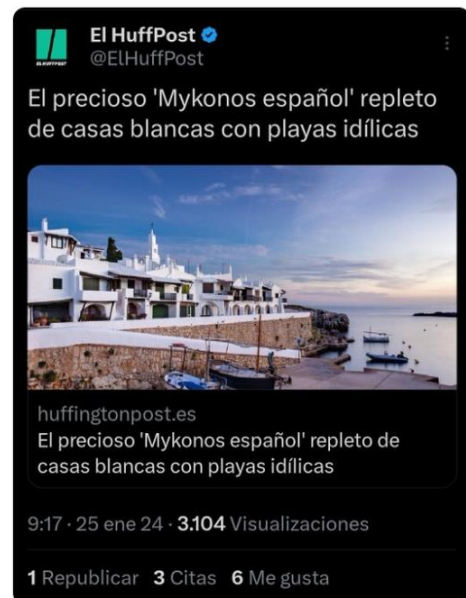 El HuffPost
EL HUFFPOST
@ElHuffPost
El precioso 'Mykonos español' repleto
de casas blancas con playas idílicas
huffingtonpost.es
El precioso 'Mykonos español' repleto de
casas blancas con playas idílicas
9:17 · 25 ene 24 · 3.104 Visualizaciones
1 Republicar 3 Citas 6 Me gusta